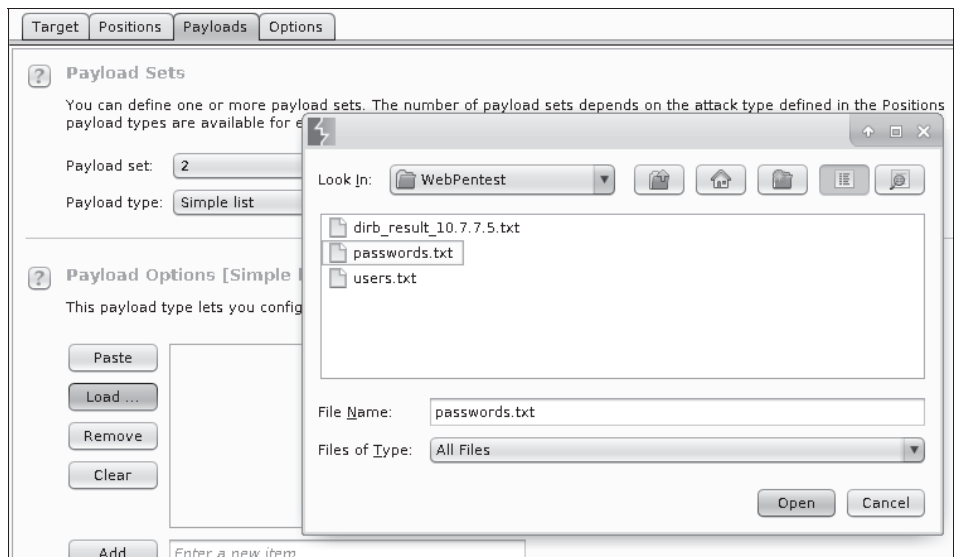 Target Positions Payloads Options
? Payload Sets
You can define one or more payload sets. The number of payload sets depends on the attack type defined in the Positions
payload types are available for e
Payload set: 2
Payload type: Simple list
? Payload Options [Simple l
This payload type lets you config
Paste
Load ...
Remove
Clear
Add Enter a new item
Look In: WebPentest
dirb_result_10.7.7.5.txt
passwords.txt
users.txt
File Name: passwords.txt
Files of Type: All Files
Open Cancel